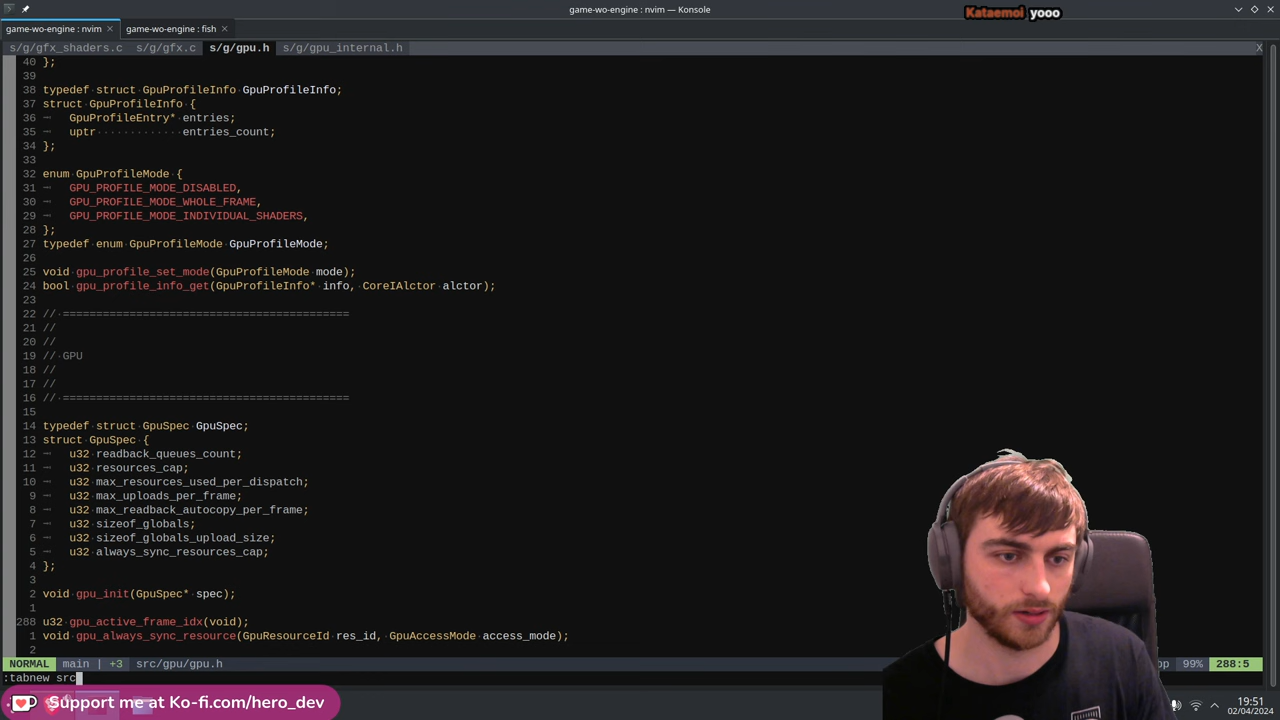 game-wo-engine : nvim — Konsole
Kataemoi yooo
game-wo-engine : nvim
game-wo-engine : fish
s/g/gfx_shaders.c s/g/gfx.c s/g/gpu.h s/g/gpu_internal.h X
40 };
39
38 typedef struct GpuProfileInfo GpuProfileInfo;
37 struct GpuProfileInfo {
36 GpuProfileEntry* entries;
35 uptr·············entries_count;
34 };
33
32 enum GpuProfileMode {
31 GPU_PROFILE_MODE_DISABLED,
30 GPU_PROFILE_MODE_WHOLE_FRAME,
29 GPU_PROFILE_MODE_INDIVIDUAL_SHADERS,
28 };
27 typedef enum GpuProfileMode GpuProfileMode;
26
25 void gpu_profile_set_mode(GpuProfileMode mode);
24 bool gpu_profile_info_get(GpuProfileInfo* info, CoreIAlctor alctor);
23
22 // ===========================================
21 //
20 //
19 // GPU
18 //
17 //
16 // ===========================================
15
14 typedef struct GpuSpec GpuSpec;
13 struct GpuSpec {
12 u32 readback_queues_count;
11 u32 resources_cap;
10 u32 max_resources_used_per_dispatch;
9 u32 max_uploads_per_frame;
8 u32 max_readback_autocopy_per_frame;
7 u32 sizeof_globals;
6 u32 sizeof_globals_upload_size;
5 u32 always_sync_resources_cap;
4 };
3
2 void gpu_init(GpuSpec* spec);
1
288 u32 gpu_active_frame_idx(void);
1 void gpu_always_sync_resource(GpuResourceId res_id, GpuAccessMode access_mode);
2
NORMAL main | +3 src/gpu/gpu.h 99% 288:5
:tabnew src
Support me at Ko-fi.com/hero_dev
19:51
02/04/2024